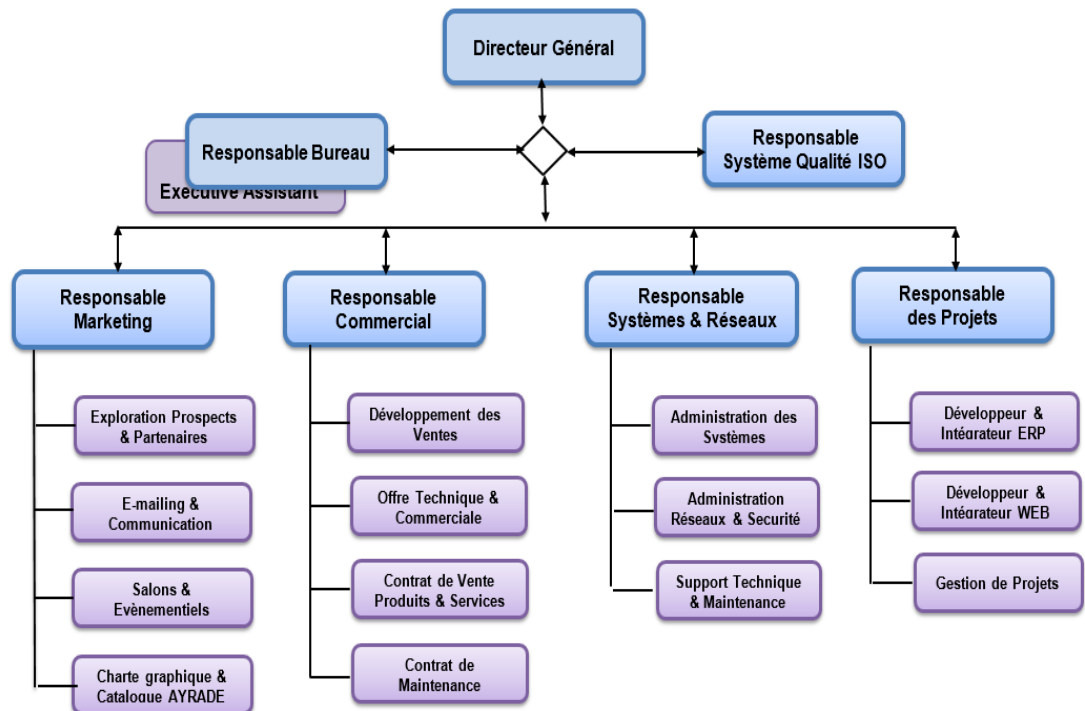 Directeur Général
Responsable Bureau
Executive Assistant
Responsable
Système Qualité ISO
Responsable
Marketing
Responsable
Commercial
Responsable
Systèmes & Réseaux
Responsable
des Projets
Exploration Prospects
& Partenaires
E-mailing &
Communication
Salons &
Evènementiels
Charte graphique &
Catalogue AYRADE
Développement des
Ventes
Offre Technique &
Commerciale
Contrat de Vente
Produits & Services
Contrat de
Maintenance
Administration des
Systèmes
Administration
Réseaux & Securité
Support Technique
& Maintenance
Développeur &
Intégrateur ERP
Développeur &
Intégrateur WEB
Gestion de Projets